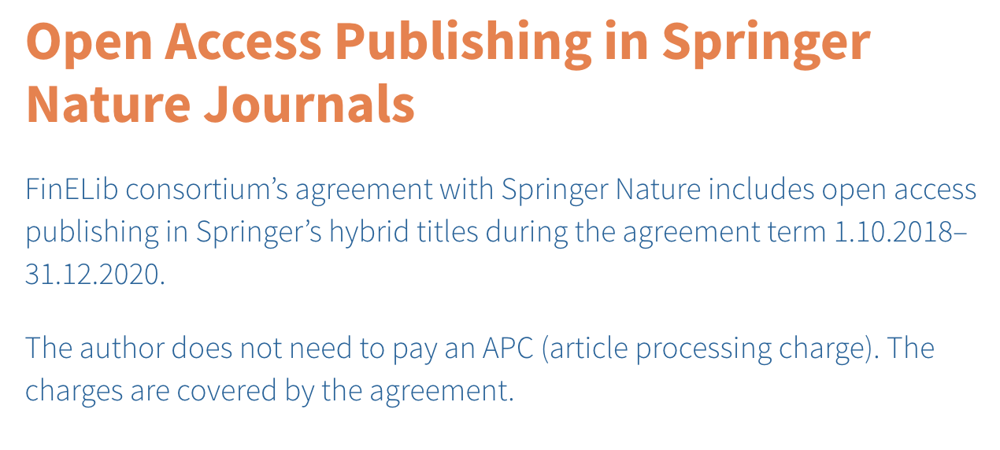 Open Access Publishing in Springer
Nature Journals
FinELib consortium’s agreement with Springer Nature includes open access
publishing in Springer’s hybrid titles during the agreement term 1.10.2018–
31.12.2020.
The author does not need to pay an APC (article processing charge). The
charges are covered by the agreement.